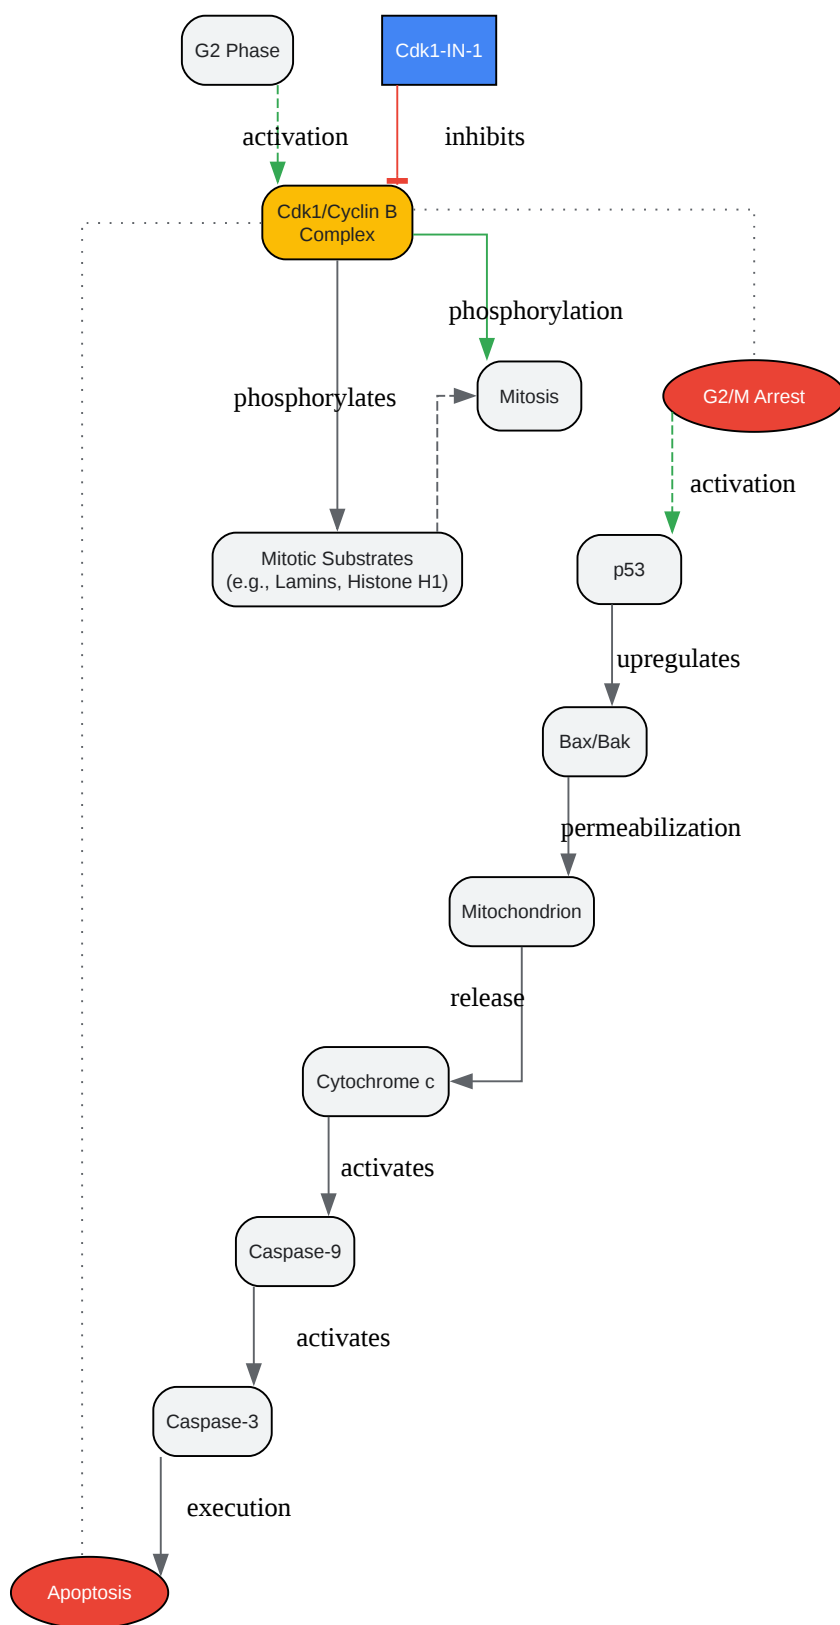 G2 Phase
Cdk1-IN-1
activation
inhibits
Cdk1/Cyclin B
Complex
phosphorylation
phosphorylates
Mitosis
G2/M Arrest
activation
Mitotic Substrates
(e.g., Lamins, Histone H1)
p53
upregulates
Bax/Bak
permeabilization
Mitochondrion
release
Cytochrome c
activates
Caspase-9
activates
Caspase-3
execution
Apoptosis